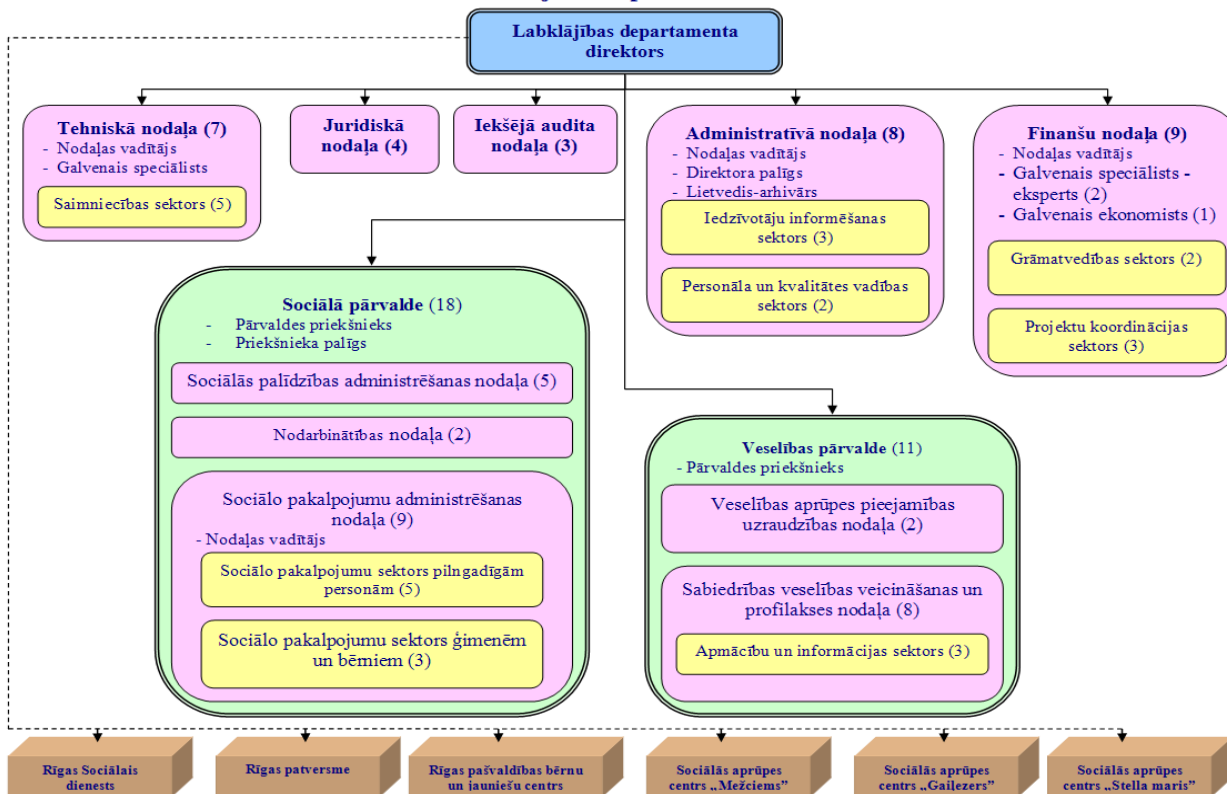 Labklājības departamenta
direktors
Tehniskā nodaļa (7)
- Nodaļas vadītājs
- Galvenais speciālists
Saimniecības sektors (5)
Juridiskā
nodaļa (4)
Iekšējā audita
nodaļa (3)
Administratīvā nodaļa (8)
- Nodaļas vadītājs
- Direktora palīgs
- Lietvedis-arhivārs
Iedzīvotāju informēšanas
sektors (3)
Personāla un kvalitātes vadības
sektors (2)
Finanšu nodaļa (9)
- Nodaļas vadītājs
- Galvenais speciālists -
eksperts (2)
- Galvenais ekonomists (1)
Grāmatvedības sektors (2)
Projektu koordinācijas
sektors (3)
Sociālā pārvalde (18)
- Pārvaldes priekšnieks
- Priekšnieka palīgs
Sociālās palīdzības administrēšanas nodaļa (5)
Nodarbinātības nodaļa (2)
Sociālo pakalpojumu administrēšanas
nodaļa (9)
- Nodaļas vadītājs
Sociālo pakalpojumu sektors pilngadīgām
personām (5)
Sociālo pakalpojumu sektors ģimenēm
un bērniem (3)
Veselības pārvalde (11)
- Pārvaldes priekšnieks
Veselības aprūpes pieejamības
uzraudzības nodaļa (2)
Sabiedrības veselības veicināšanas un
profilakses nodaļa (8)
Apmācību un informācijas sektors (3)
Rīgas Sociālais
dienests
Rīgas patversme
Rīgas pašvaldības bērnu
un jauniešu centrs
Sociālās aprūpes
centrs „Mežciems”
Sociālās aprūpes
centrs „Gaiļezers”
Sociālās aprūpes
centrs „Stella maris”